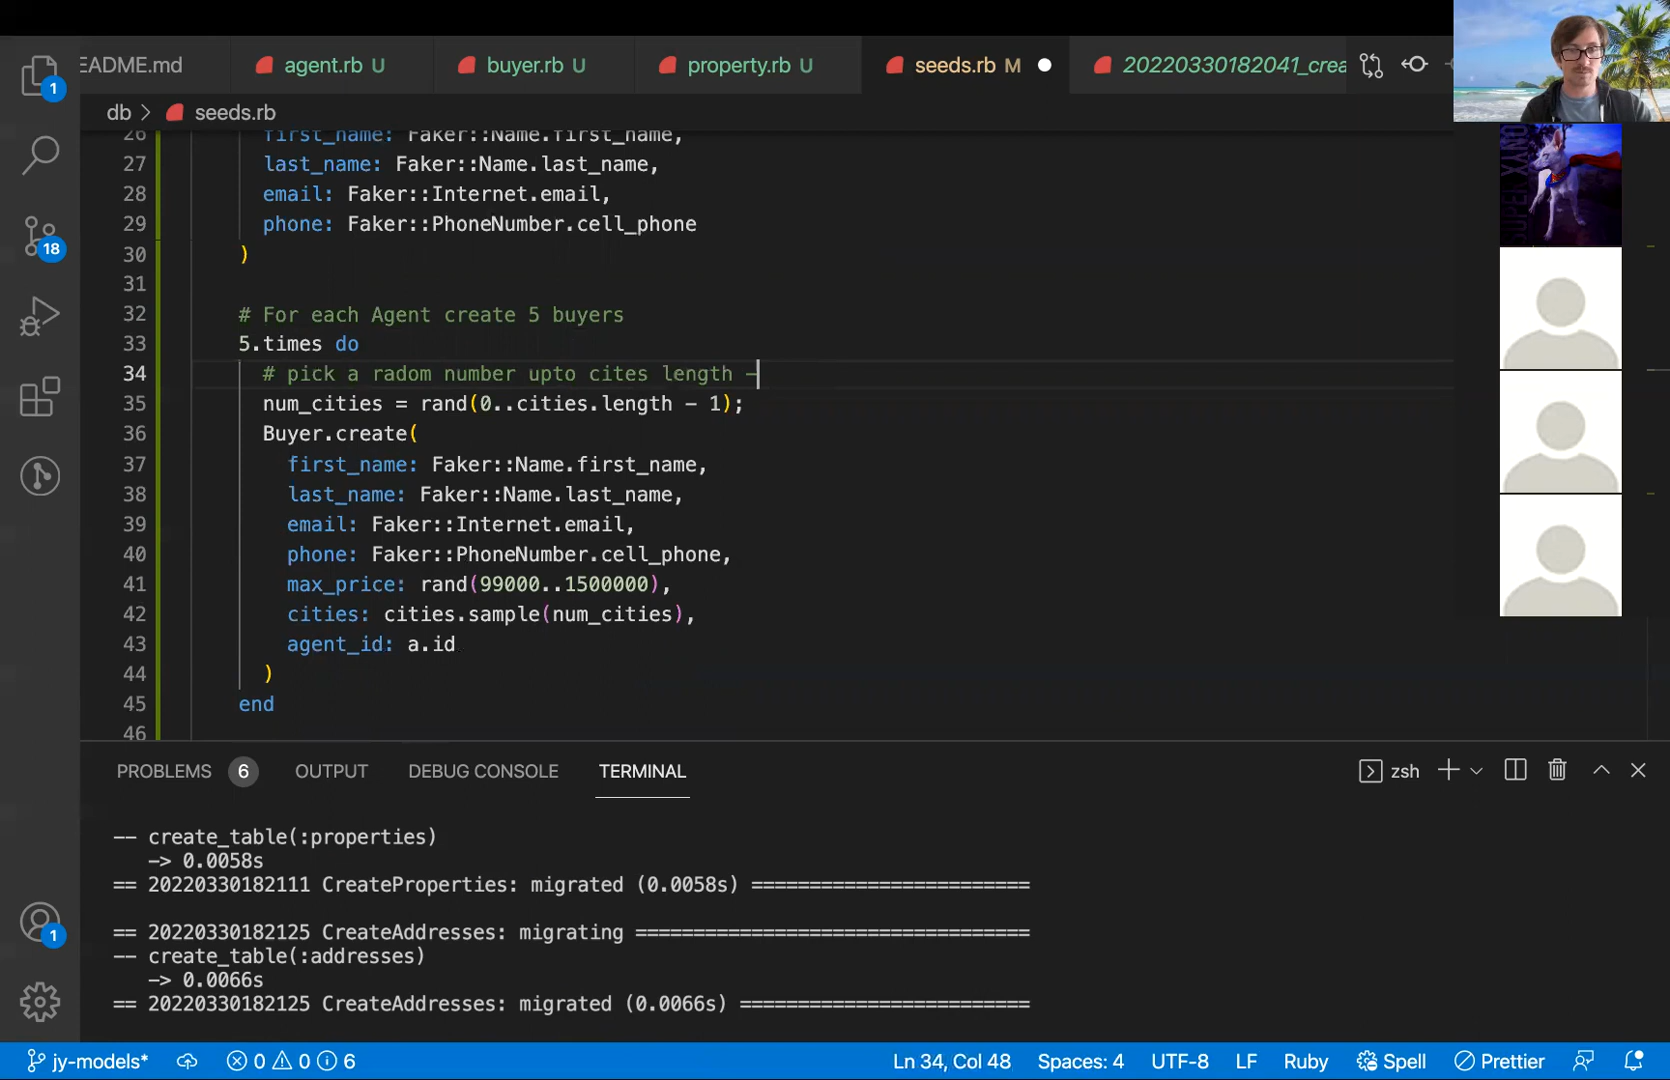 EADME.md
agent.rb U
buyer.rb U
property.rb U
seeds.rb M
20220330182041_crea
db > seeds.rb
26 first_name: Faker::Name.first_name,
27 last_name: Faker::Name.last_name,
28 email: Faker::Internet.email,
29 phone: Faker::PhoneNumber.cell_phone
30 )
31
32 # For each Agent create 5 buyers
33 5.times do
34 # pick a radom number upto cites length -
35 num_cities = rand(0..cities.length - 1);
36 Buyer.create(
37 first_name: Faker::Name.first_name,
38 last_name: Faker::Name.last_name,
39 email: Faker::Internet.email,
40 phone: Faker::PhoneNumber.cell_phone,
41 max_price: rand(99000..1500000),
42 cities: cities.sample(num_cities),
43 agent_id: a.id
44 )
45 end
46
1
18
1
PROBLEMS 6 OUTPUT DEBUG CONSOLE TERMINAL
zsh
-- create_table(:properties)
-> 0.0058s
== 20220330182111 CreateProperties: migrated (0.0058s) =======================
== 20220330182125 CreateAddresses: migrating =================================
-- create_table(:addresses)
-> 0.0066s
== 20220330182125 CreateAddresses: migrated (0.0066s) ========================
jy-models* 0 0 6 Ln 34, Col 48 Spaces: 4 UTF-8 LF Ruby Spell Prettier